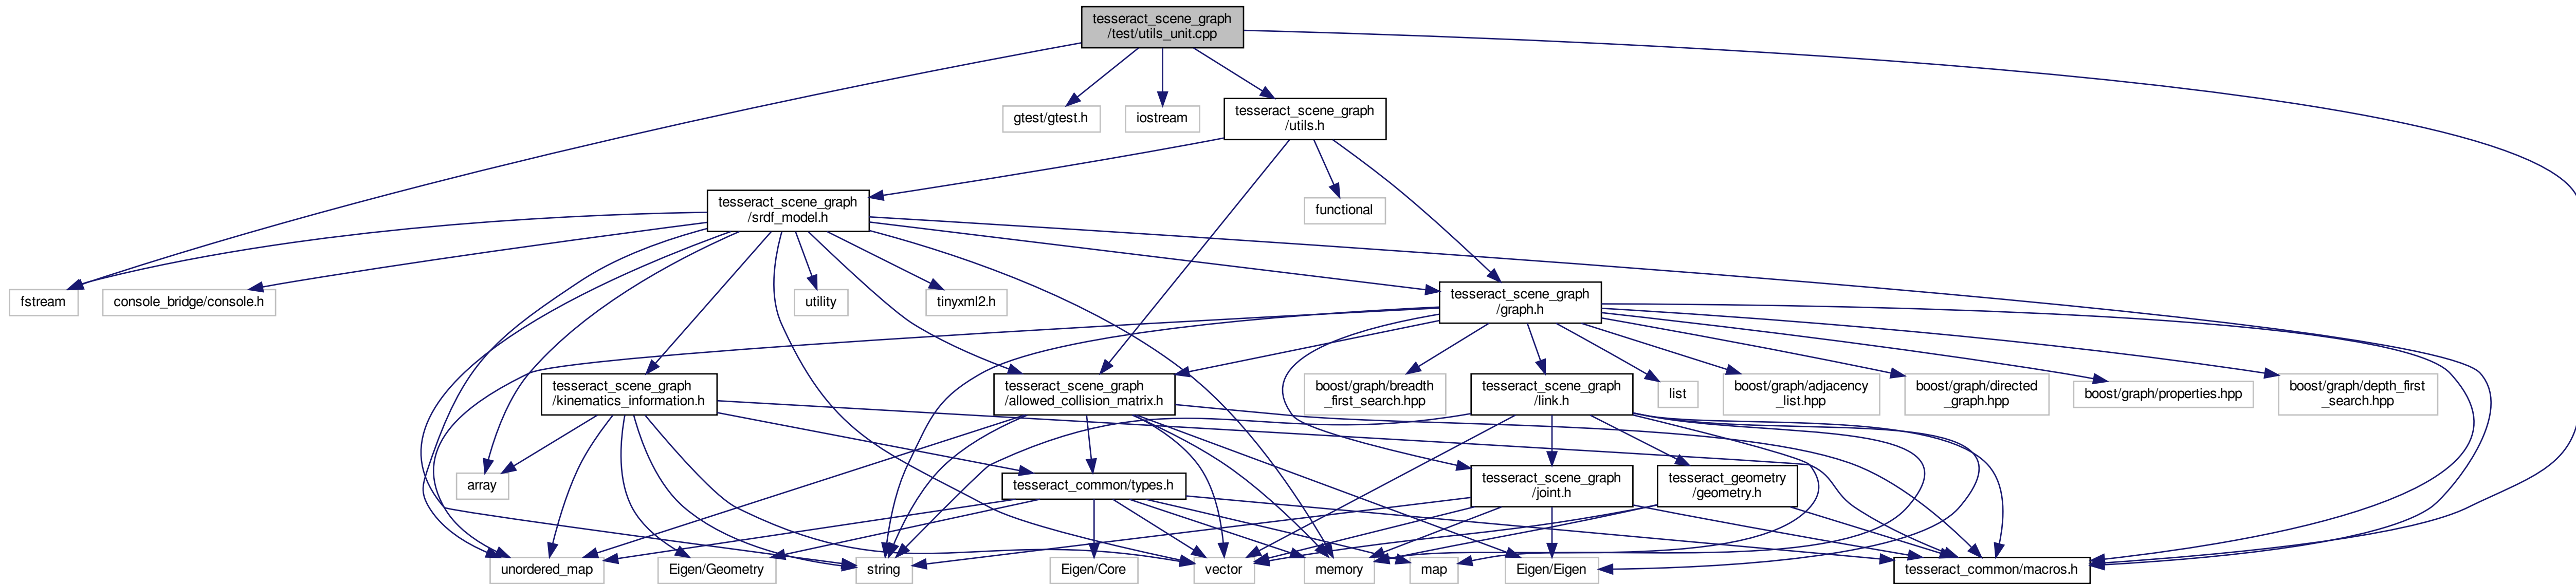 tesseract_scene_graph
/test/utils_unit.cpp
gtest/gtest.h
iostream
tesseract_scene_graph
/utils.h
tesseract_scene_graph
/srdf_model.h
functional
fstream
console_bridge/console.h
utility
tinyxml2.h
tesseract_scene_graph
/graph.h
tesseract_scene_graph
/kinematics_information.h
tesseract_scene_graph
/allowed_collision_matrix.h
boost/graph/breadth
_first_search.hpp
tesseract_scene_graph
/link.h
list
boost/graph/adjacency
_list.hpp
boost/graph/directed
_graph.hpp
boost/graph/properties.hpp
boost/graph/depth_first
_search.hpp
array
tesseract_common/types.h
tesseract_scene_graph
/joint.h
tesseract_geometry
/geometry.h
unordered_map
Eigen/Geometry
string
Eigen/Core
vector
memory
map
Eigen/Eigen
tesseract_common/macros.h